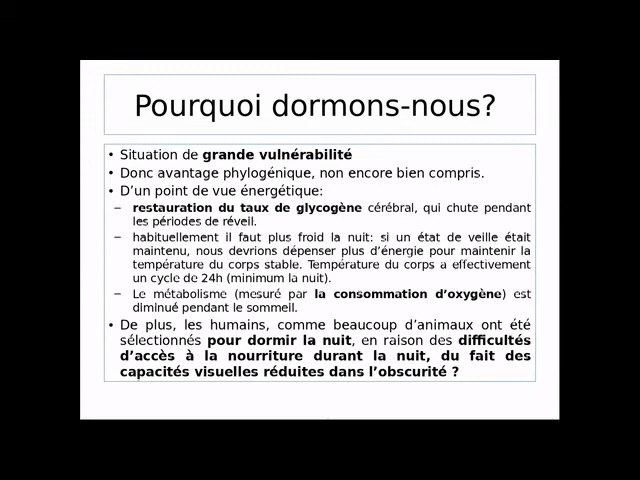 Pourquoi dormons-nous?
• Situation de grande vulnérabilité
• Donc avantage phylogénique, non encore bien compris.
• D’un point de vue énergétique:
– restauration du taux de glycogène cérébral, qui chute pendant
les périodes de réveil.
– habituellement il faut plus froid la nuit: si un état de veille était
maintenu, nous devrions dépenser plus d’énergie pour maintenir la
température du corps stable. Température du corps a effectivement
un cycle de 24h (minimum la nuit).
– Le métabolisme (mesuré par la consommation d’oxygène) est
diminué pendant le sommeil.
• De plus, les humains, comme beaucoup d’animaux ont été
sélectionnés pour dormir la nuit, en raison des difficultés
d’accès à la nourriture durant la nuit, du fait des
capacités visuelles réduites dans l’obscurité ?